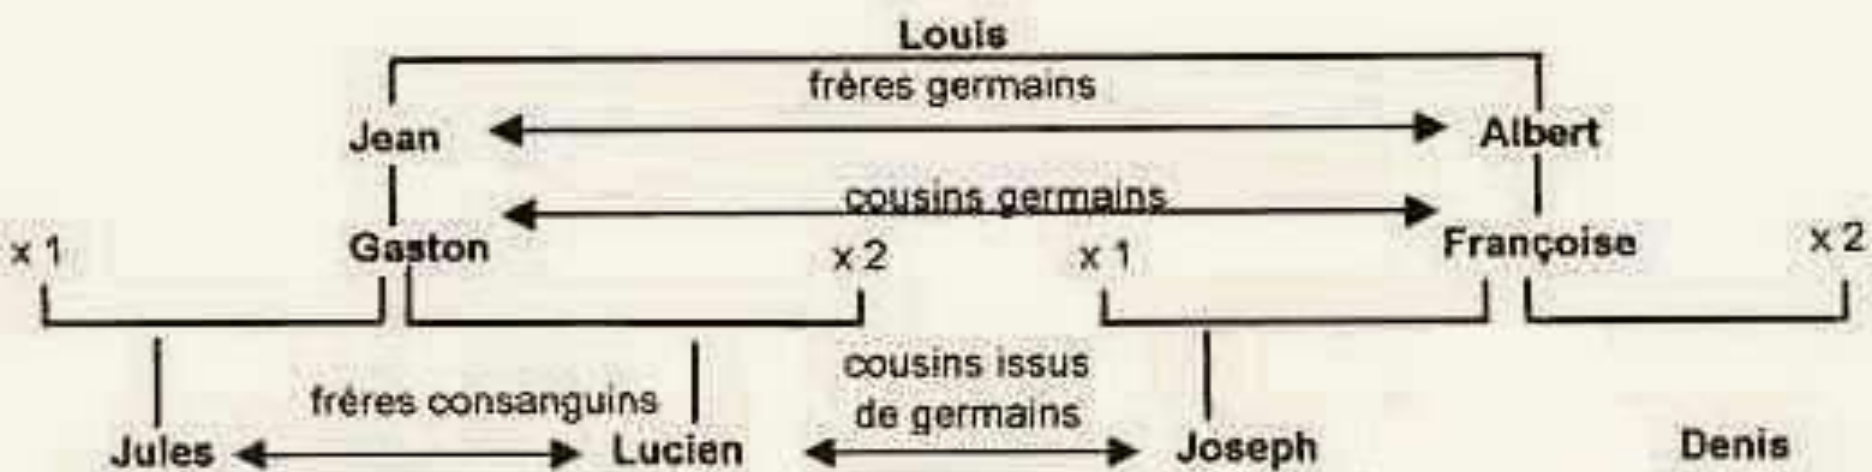 Louis
frères germains
Jean Albert
cousins germains
x 1 Gaston x 2 x 1 Françoise x 2
cousins issus
frères consanguins de germains
Jules Lucien Joseph Denis